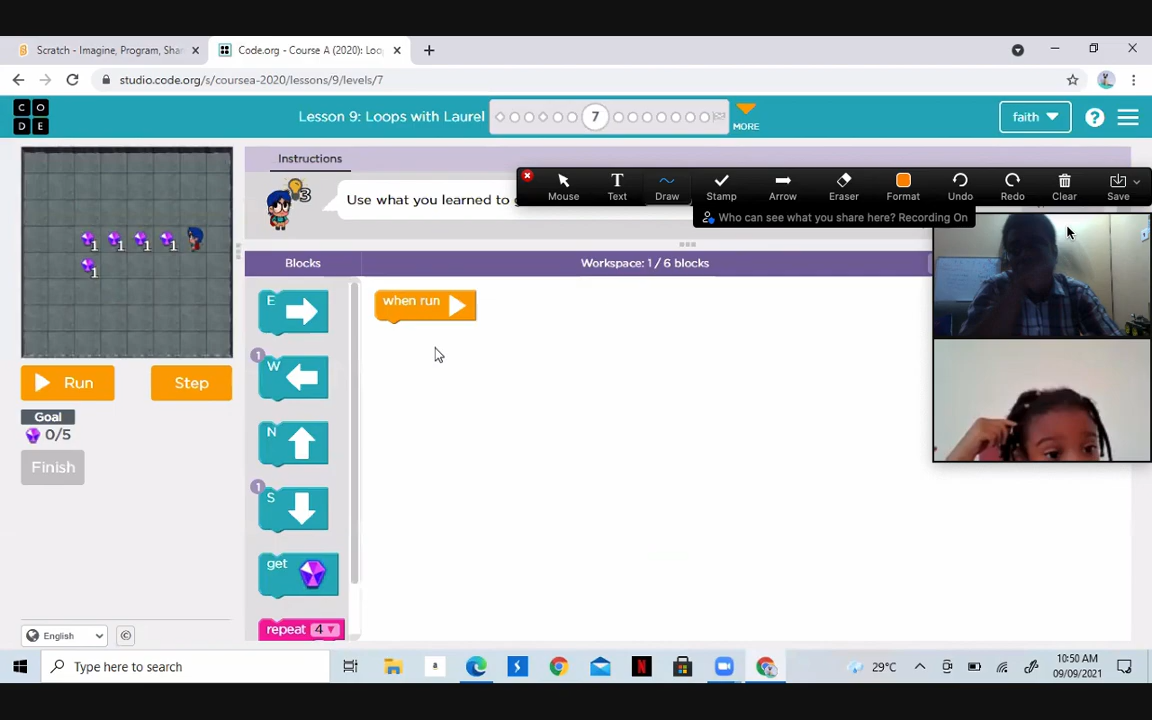 Scratch - Imagine, Program, Shar
Code.org - Course A (2020): Loo
studio.code.org/s/coursea-2020/lessons/9/levels/7
C O
D E
Lesson 9: Loops with Laurel
7
MORE
faith
?
Instructions
3
Use what you learned to g
Mouse
T
Text
Draw
Stamp
Arrow
Eraser
Format
Undo
Redo
Clear
Save
Who can see what you share here? Recording On
1 1 1 1
1
Blocks
Workspace: 1 / 6 blocks
E
when run
1
W
N
1
S
get
repeat 4
Run
Step
Goal
0/5
Finish
English
©
Type here to search
a
29°C
10:50 AM
09/09/2021